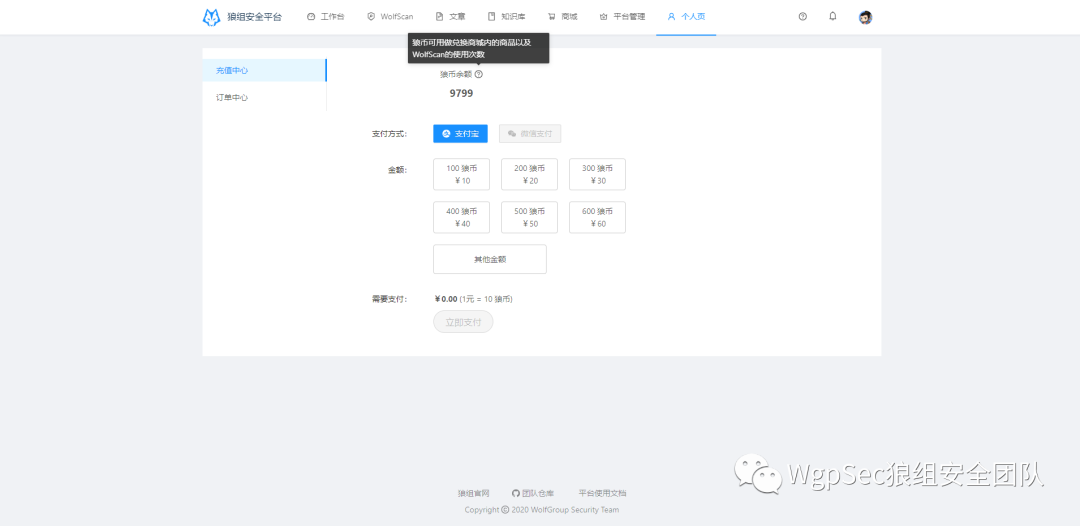 狼组安全平台 工作台 WolfScan 文章 知识库 商城 平台管理 个人页
狼币可用做兑换商城内的商品以及
WolfScan的使用次数
充值中心
订单中心
狼币余额
9799
支付方式: 支付宝 微信支付
金额: 100 狼币 200 狼币 300 狼币
¥ 10 ¥ 20 ¥ 30
400 狼币 500 狼币 600 狼币
¥ 40 ¥ 50 ¥ 60
其他金额
需要支付: ¥ 0.00 (1元 = 10 狼币)
立即支付
WgpSec狼组安全团队
狼组官网 团队仓库 平台使用文档
Copyright © 2020 WolfGroup Security Team